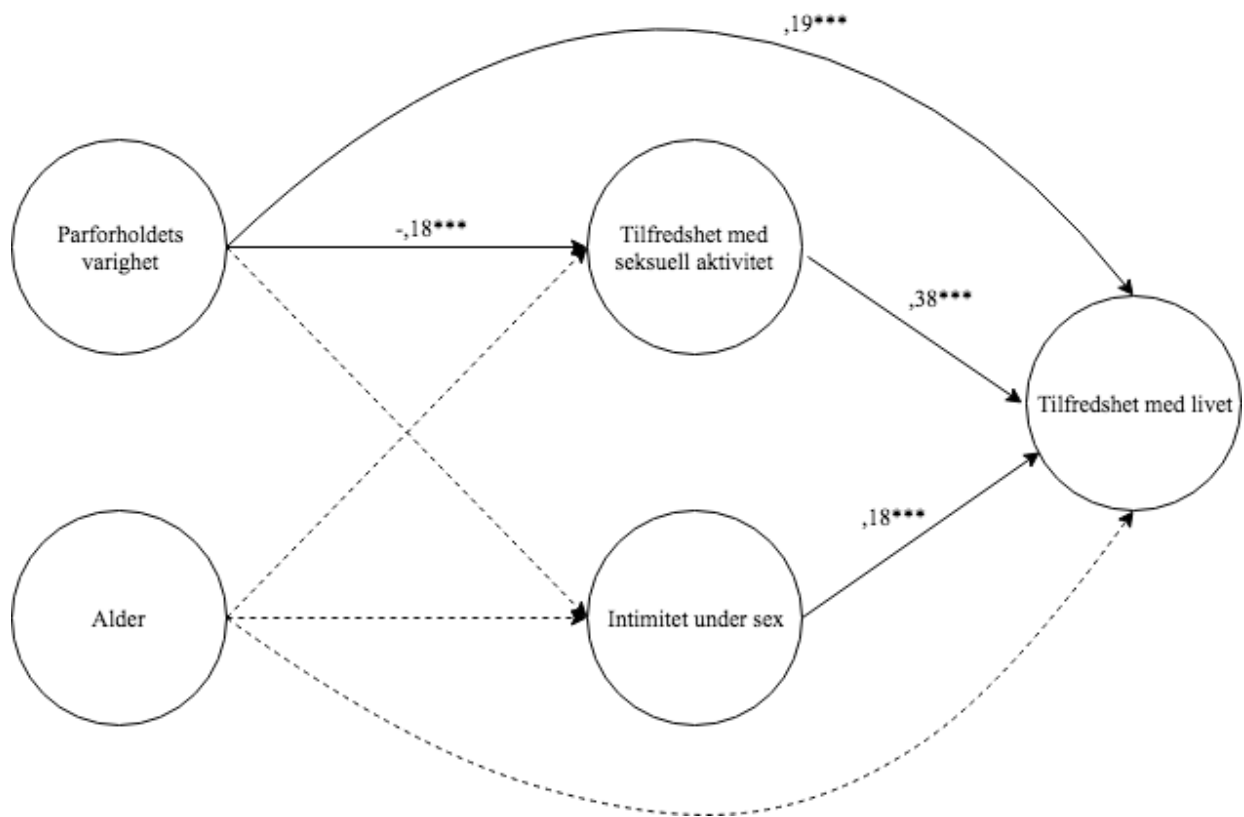 ,19***
Parforholdets
varighet
-,18***
Tilfredshet med
seksuell aktivitet
,38***
Tilfredshet med livet
Alder
Intimitet under sex
,18***